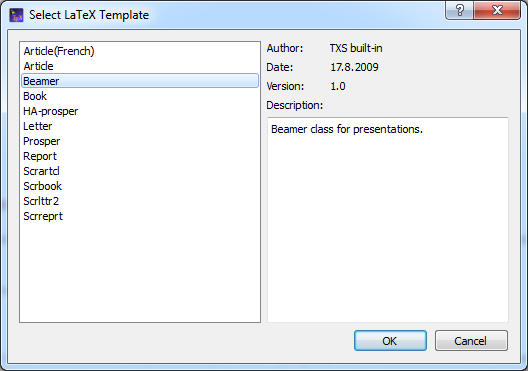 Select LaTeX Template
Article(French)
Article
Beamer
Book
HA-prosper
Letter
Prosper
Report
Scrartcl
Scrbook
Scrlttr2
Scrreprt
Author: TXS built-in
Date: 17.8.2009
Version: 1.0
Description:
Beamer class for presentations.
OK Cancel